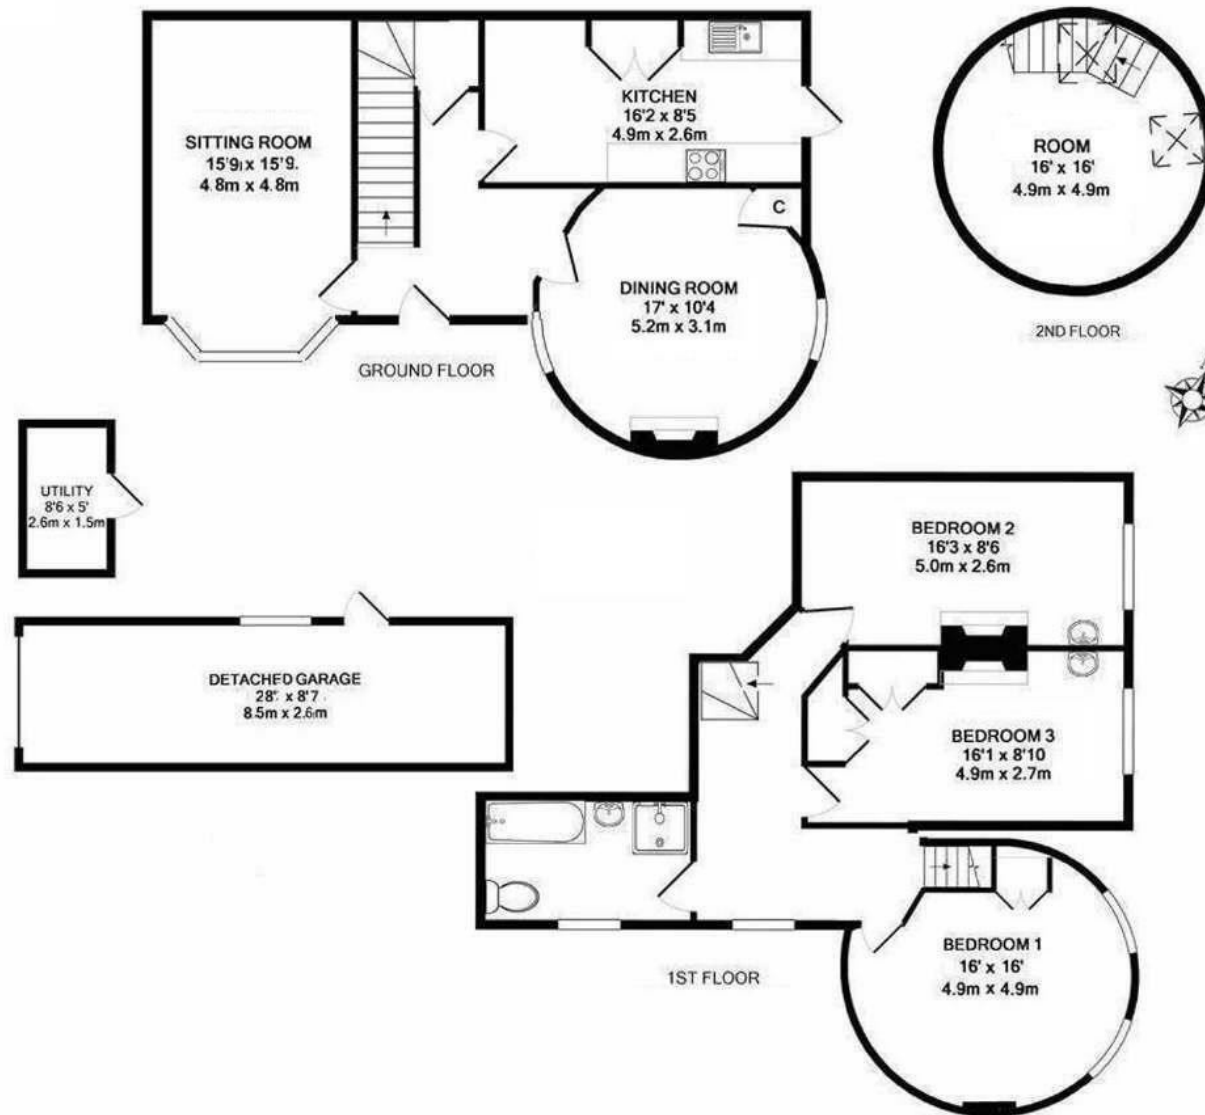 SITTING ROOM
15'9 x 15'9.
4.8m x 4.8m
KITCHEN
16'2 x 8'5
4.9m x 2.6m
C
DINING ROOM
17' x 10'4
5.2m x 3.1m
GROUND FLOOR
ROOM
16' x 16'
4.9m x 4.9m
2ND FLOOR
UTILITY
8'6 x 5'
2.6m x 1.5m
DETACHED GARAGE
28' x 8'7
8.5m x 2.6m
BEDROOM 2
16'3 x 8'6
5.0m x 2.6m
BEDROOM 3
16'1 x 8'10
4.9m x 2.7m
BEDROOM 1
16' x 16'
4.9m x 4.9m
1ST FLOOR